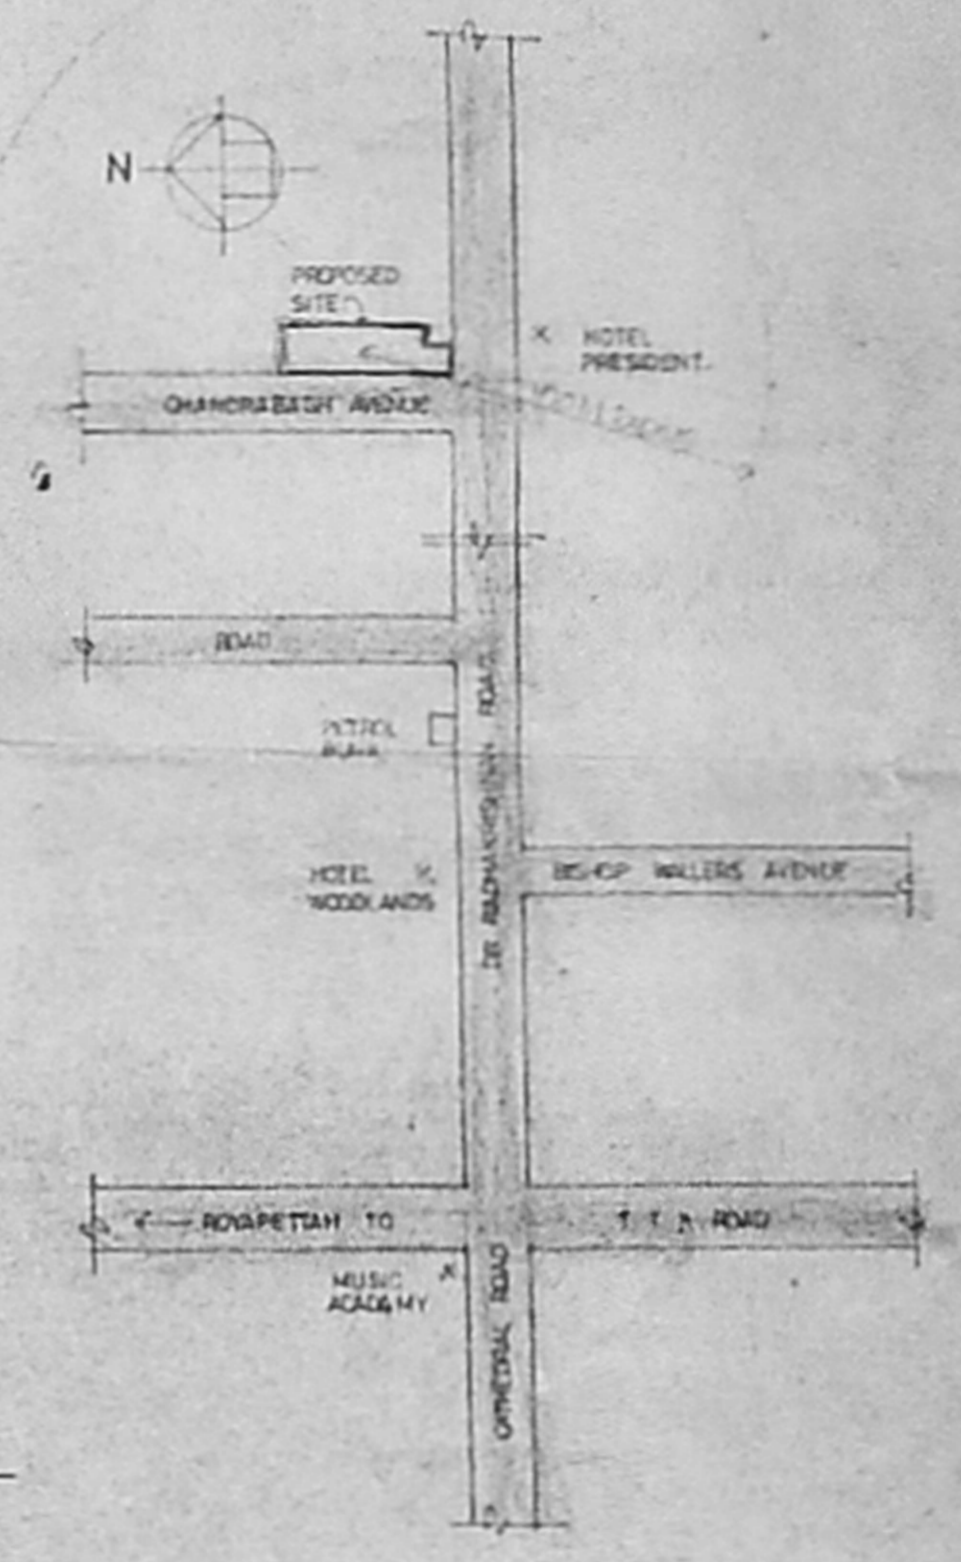 N
PROPOSED
SITE
HOTEL
PRESIDENT.
CHANDRABAGH AVENUE
ROAD
PETROL
DR RADHAKRISHNAN ROAD
HOTEL
WOODLANDS
BISHOP WALLERS AVENUE
ROYAPETTAH TO
T T K ROAD
MUSIC
ACADAMY
CATHEDRAL ROAD